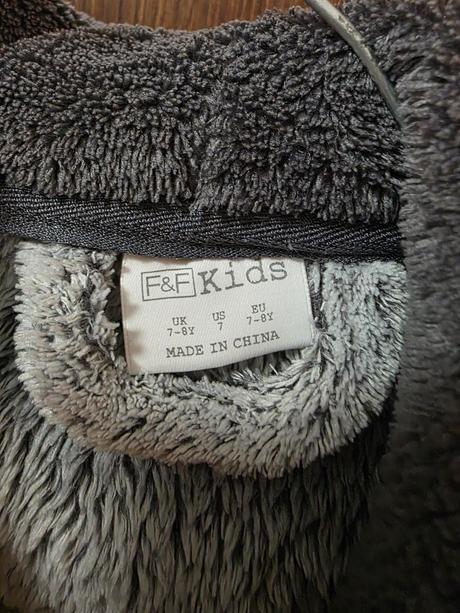 F&F Kids
UK US EU
7-8Y 7 7-8Y
MADE IN CHINA